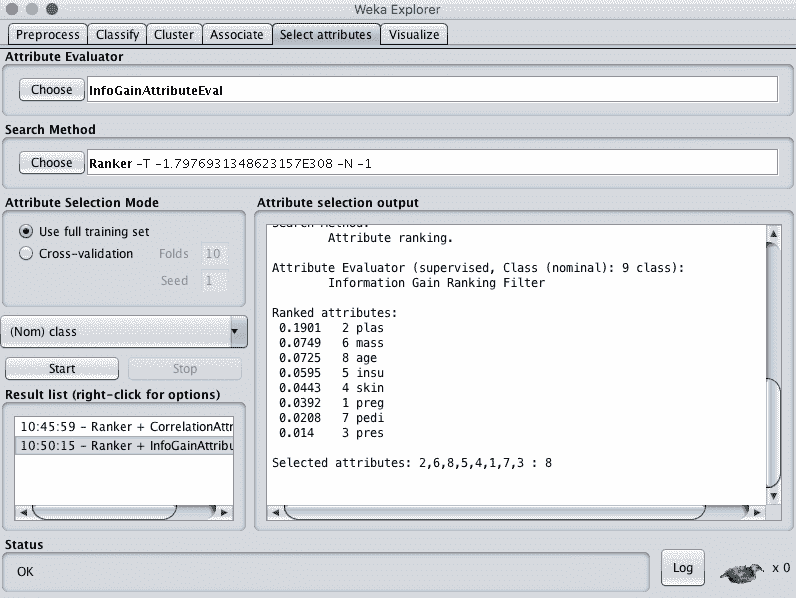 Weka Explorer
Preprocess Classify Cluster Associate Select attributes Visualize
Attribute Evaluator
Choose InfoGainAttributeEval
Search Method
Choose Ranker -T -1.7976931348623157E308 -N -1
Attribute Selection Mode
Use full training set
Cross-validation Folds 10
Seed 1
(Nom) class
Start Stop
Result list (right-click for options)
10:45:59 - Ranker + CorrelationAttr
10:50:15 - Ranker + InfoGainAttribu
Attribute selection output
Search Method:
Attribute ranking.
Attribute Evaluator (supervised, Class (nominal): 9 class):
Information Gain Ranking Filter
Ranked attributes:
0.1901 2 plas
0.0749 6 mass
0.0725 8 age
0.0595 5 insu
0.0443 4 skin
0.0392 1 preg
0.0208 7 pedi
0.014 3 pres
Selected attributes: 2,6,8,5,4,1,7,3 : 8
Status
OK
Log x 0